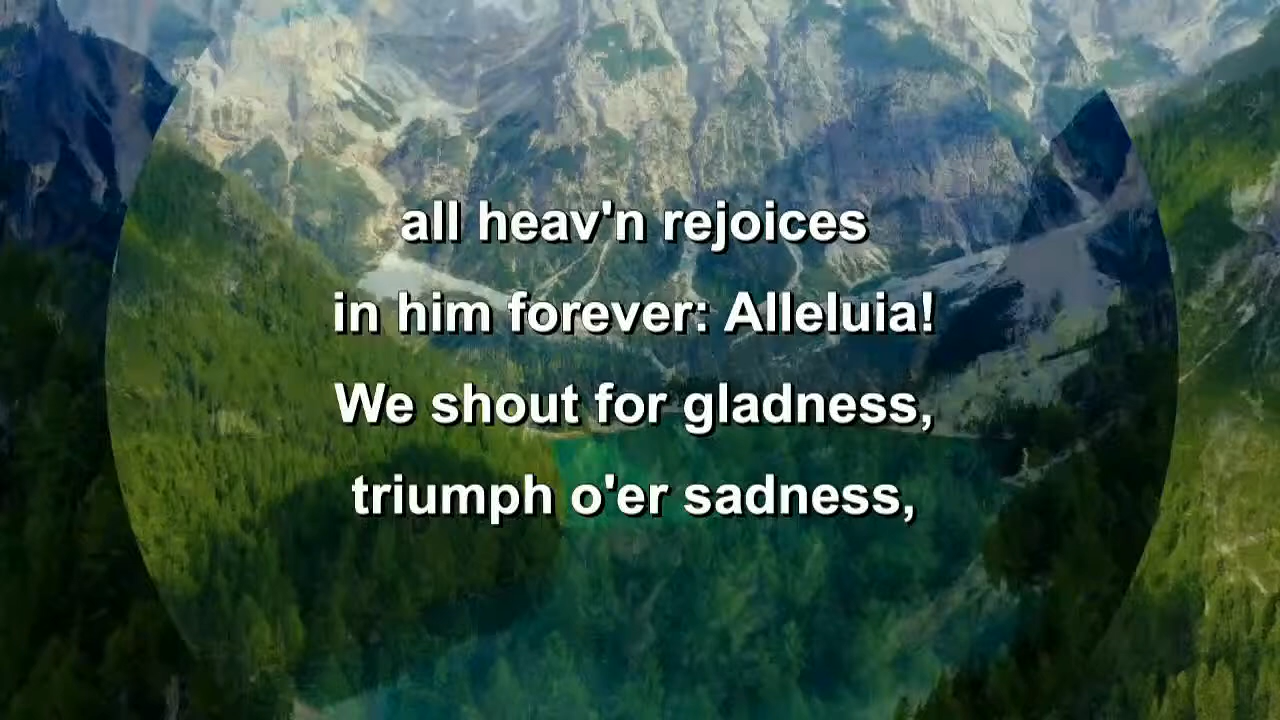 all heav'n rejoices
in him forever: Alleluia!
We shout for gladness,
triumph o'er sadness,